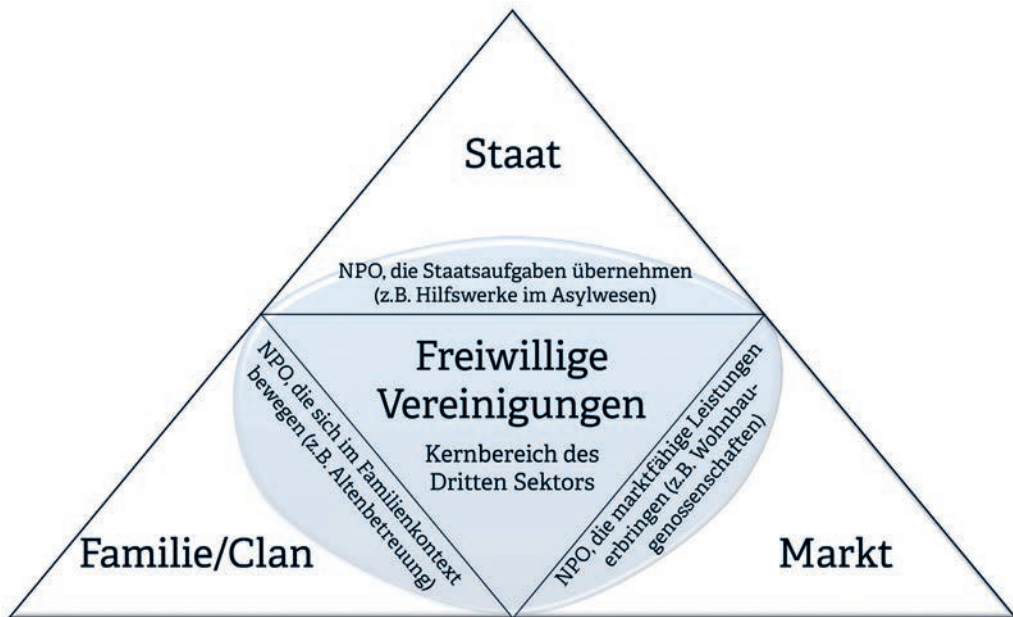 Staat
NPO, die Staatsaufgaben übernehmen
(z.B. Hilfswerke im Asylwesen)
Freiwillige
Vereinigungen
Kernbereich des
Dritten Sektors
NPO, die sich im Familienkontext
bewegen (z.B. Altenbetreuung)
NPO, die marktfähige Leistungen
erbringen (z.B. Wohnbau-
genossenschaften)
Familie/Clan
Markt